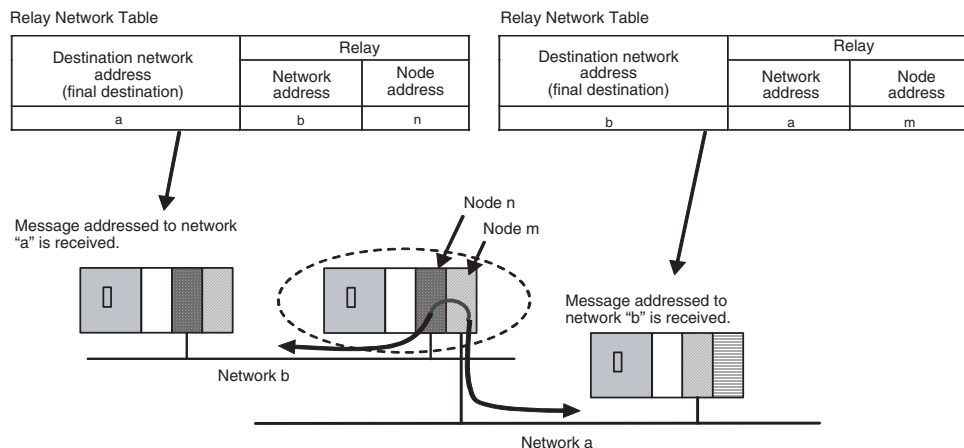 Relay Network Table
Destination network
address
(final destination)
Relay
Network
address
Node
address
a
b
n
Relay Network Table
Destination network
address
(final destination)
Relay
Network
address
Node
address
b
a
m
Node n
Node m
Message addressed to network
“a” is received.
Message addressed to
network “b” is received.
Network b
Network a